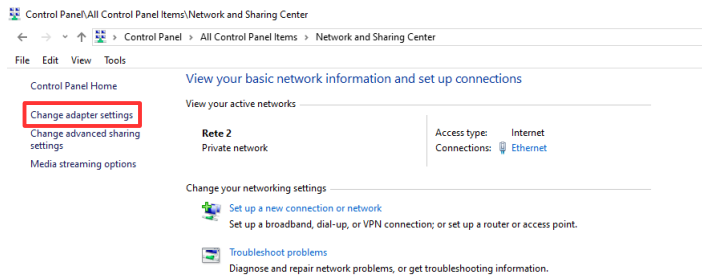 Control Panel\All Control Panel Items\Network and Sharing Center
Control Panel > All Control Panel Items > Network and Sharing Center
File Edit View Tools
Control Panel Home
Change adapter settings
Change advanced sharing
settings
Media streaming options
View your basic network information and set up connections
View your active networks
Rete 2
Private network
Access type: Internet
Connections: Ethernet
Change your networking settings
Set up a new connection or network
Set up a broadband, dial-up, or VPN connection; or set up a router or access point.
Troubleshoot problems
Diagnose and repair network problems, or get troubleshooting information.